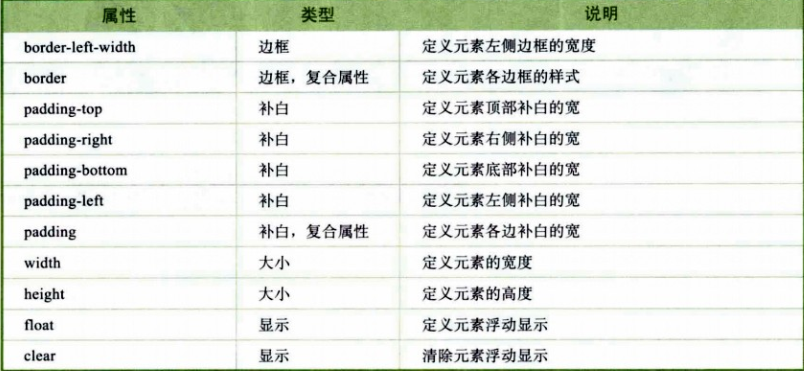 属性 类型 说明
border-left-width 边框 定义元素左侧边框的宽度
border 边框，复合属性 定义元素各边框的样式
padding-top 补白 定义元素顶部补白的宽
padding-right 补白 定义元素右侧补白的宽
padding-bottom 补白 定义元素底部补白的宽
padding-left 补白 定义元素左侧补白的宽
padding 补白，复合属性 定义元素各边补白的宽
width 大小 定义元素的宽度
height 大小 定义元素的高度
float 显示 定义元素浮动显示
clear 显示 清除元素浮动显示